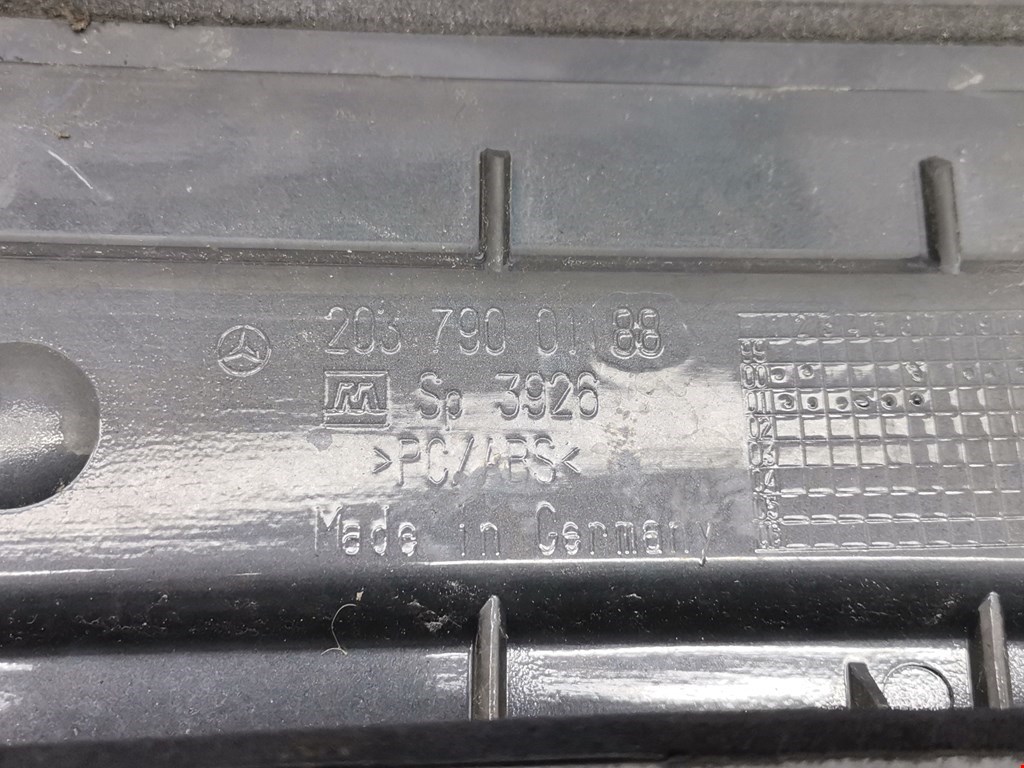 203 790 01 88
M Sp 3926
>PC/ABS<
Made in Germany